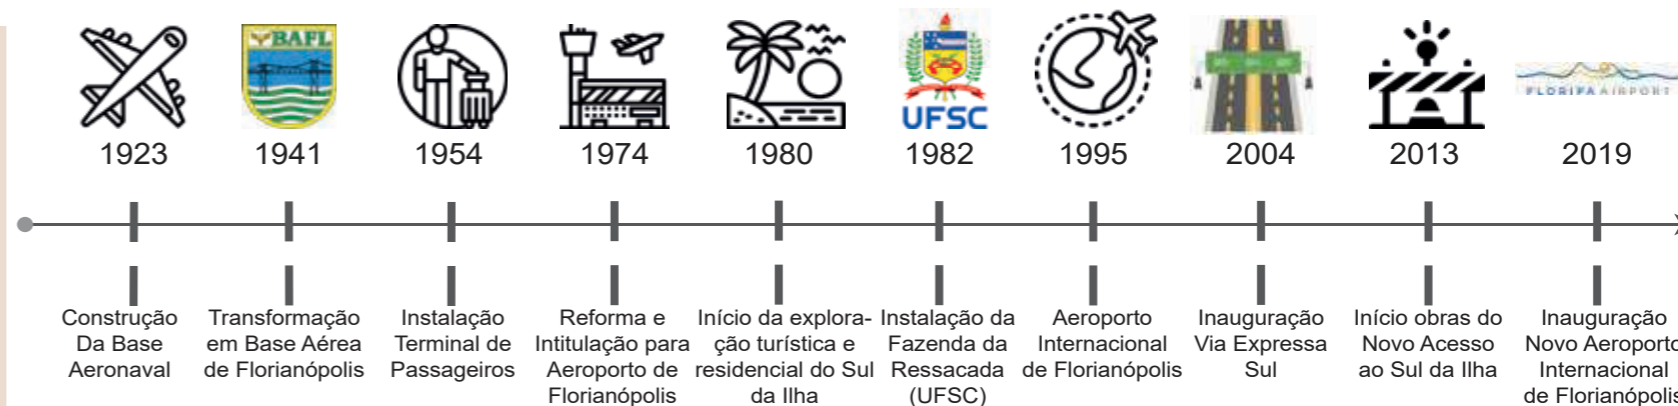 BAFL
UFSC
FLORIPA AIRPORT
1923
1941
1954
1974
1980
1982
1995
2004
2013
2019
Construção
Da Base
Aeronaval
Transformação
em Base Aérea
de Florianópolis
Instalação
Terminal de
Passageiros
Reforma e
Intitulação para
Aeroporto de
Florianópolis
Início da explora-
ção turística e
residencial do Sul
da Ilha
Instalação da
Fazenda da
Ressacada
(UFSC)
Aeroporto
Internacional
de Florianópolis
Inauguração
Via Expressa
Sul
Início obras do
Novo Acesso
ao Sul da Ilha
Inauguração
Novo Aeroporto
Internacional
de Florianópolis